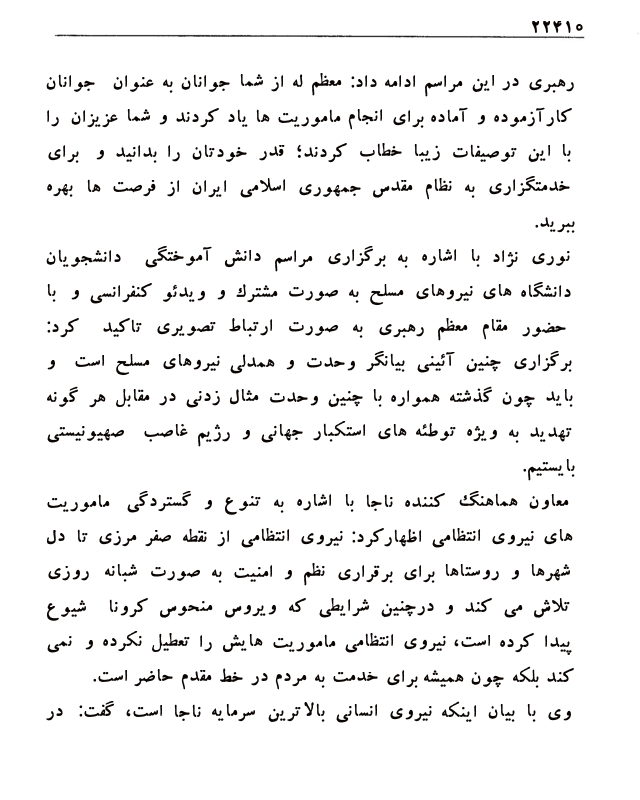 ۲۲۴۱۰
رهبری در این مراسم ادامه داد: معظم له از شما جوانان به عنوان جوانان
کارآزموده و آماده برای انجام ماموریت ها یاد کردند و شما عزیزان را
با این توصیفات زیبا خطاب کردند؛ قدر خودتان را بدانید و برای
خدمتگزاری به نظام مقدس جمهوری اسلامی ایران از فرصت ها بهره
ببرید.
نوری نژاد با اشاره به برگزاری مراسم دانش آموختگی دانشجویان
دانشگاه های نیروهای مسلح به صورت مشترك و ویدئو کنفرانسی و با
حضور مقام معظم رهبری به صورت ارتباط تصویری تاکید کرد:
برگزاری چنین آئینی بیانگر وحدت و همدلی نیروهای مسلح است و
باید چون گذشته همواره با چنین وحدت مثال زدنی در مقابل هر گونه
تهدید به ویژه توطئه های استکبار جهانی و رژیم غاصب صهیونیستی
بایستیم.
معاون هماهنگ کننده ناجا با اشاره به تنوع و گستردگی ماموریت
های نیروی انتظامی اظهارکرد: نیروی انتظامی از نقطه صفر مرزی تا دل
شهرها و روستاها برای برقراری نظم و امنیت به صورت شبانه روزی
تلاش می کند و درچنین شرایطی که ویروس منحوس کرونا شیوع
پیدا کرده است، نیروی انتظامی ماموریت هایش را تعطیل نکرده و نمی
کند بلکه چون همیشه برای خدمت به مردم در خط مقدم حاضر است.
وی با بیان اینکه نیروی انسانی بالاترین سرمایه ناجا است، گفت: در